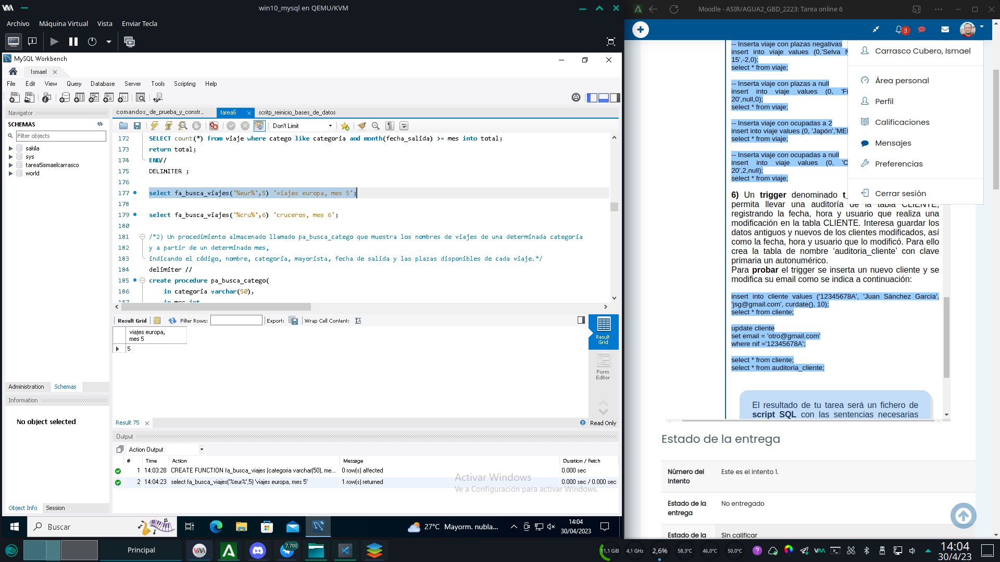 win10_mysql en QEMU/KVM
Archivo
Máquina Virtual
Vista
Enviar Tecla
MySQL Workbench
Ismael
File
Edit
View
Query
Database
Server
Tools
Scripting
Help
Navigator
SCHEMAS
Filter objects
sakila
sys
tarea5ismaelcarrasco
world
Administration
Schemas
Information
No object selected
Object Info
Session
comandos_de_prueba_y_constr...
tarea6
scritp_reinicio_bases_de_datos
Don't Limit
172 SELECT count(*) from viaje where catego like categoria and month(fecha_salida) >= mes into total;
173 return total;
174 END//
175 DELIMITER ;
176
177 select fa_busca_viajes('%eur%',5) 'viajes europa, mes 5';
178
179 select fa_busca_viajes('%cru%',6) 'cruceros, mes 6';
180
181 /*2) Un procedimiento almacenado llamado pa_busca_catego que muestra los nombres de viajes de una determinada categoría
182 y a partir de un determinado mes,
183 indicando el código, nombre, categoría, mayorista, fecha de salida y las plazas disponibles de cada viaje.*/
184 delimiter //
185 create procedure pa_busca_catego(
186 in categoria varchar(50),
187 in mes int
Result Grid
Filter Rows:
Export:
Wrap Cell Content:
viajes europa,
mes 5
5
Result
Grid
Form
Editor
Result 75
Read Only
Output
Action Output
# Time Action Message Duration / Fetch
1 14:03:28 CREATE FUNCTION fa_busca_viajes (categoria varchar(50), me... 0 row(s) affected 0.000 sec
2 14:04:23 select fa_busca_viajes('%eur%',5) 'viajes europa, mes 5' 1 row(s) returned 0.000 sec / 0.000 sec
Activar Windows
Ve a Configuración para activar Windows.
Buscar
27°C Mayorm. nubla...
14:04
30/04/2023
Moodle - ASIR/AGUA2_GBD_2223: Tarea online 6
3
Carrasco Cubero, Ismael
Área personal
Perfil
Calificaciones
Mensajes
Preferencias
Cerrar sesión
-- Inserta viaje con plazas negativas
insert into viaje values (0,'Selva N
15',-2,0);
select * from viaje;
-- Inserta viaje con plazas a null
insert into viaje values (0, 'Fi
20',null,0);
select * from viaje;
-- Inserta viaje con ocupadas a 2
insert into viaje values (0, 'Japón','ME
select * from viaje;
-- Inserta viaje con ocupadas a null
insert into viaje values (0, 'C
20',2,null);
select * from viaje;
6) Un trigger denominado t_
permita llevar una auditoría de la tabla CLIENTE,
registrando la fecha, hora y usuario que realiza una
modificación en la tabla CLIENTE. Interesa guardar los
datos antiguos y nuevos de los clientes modificados, así
como la fecha, hora y usuario que lo modificó. Para ello
crea la tabla de nombre ‘auditoria_cliente’ con clave
primaria un autonumérico.
Para probar el trigger se inserta un nuevo cliente y se
modifica su email como se indica a continuación:
insert into cliente values ('12345678A', 'Juan Sánchez García',
'jsg@gmail.com', curdate(), 10);
select * from cliente;
update cliente
set email = 'otro@gmail.com'
where nif ='12345678A';
select * from cliente;
select * from auditoria_cliente;
El resultado de tu tarea será un fichero de
script SQL con las sentencias necesarias
Estado de la entrega
Número del
intento
Este es el intento 1.
Estado de la
entrega
No entregado
Estado de la
Sin calificar
Principal
7.700
11,1 GiB
4,1 GHz
2,6%
58,3°C
46,0°C
50,0°C
14:04
30/4/23